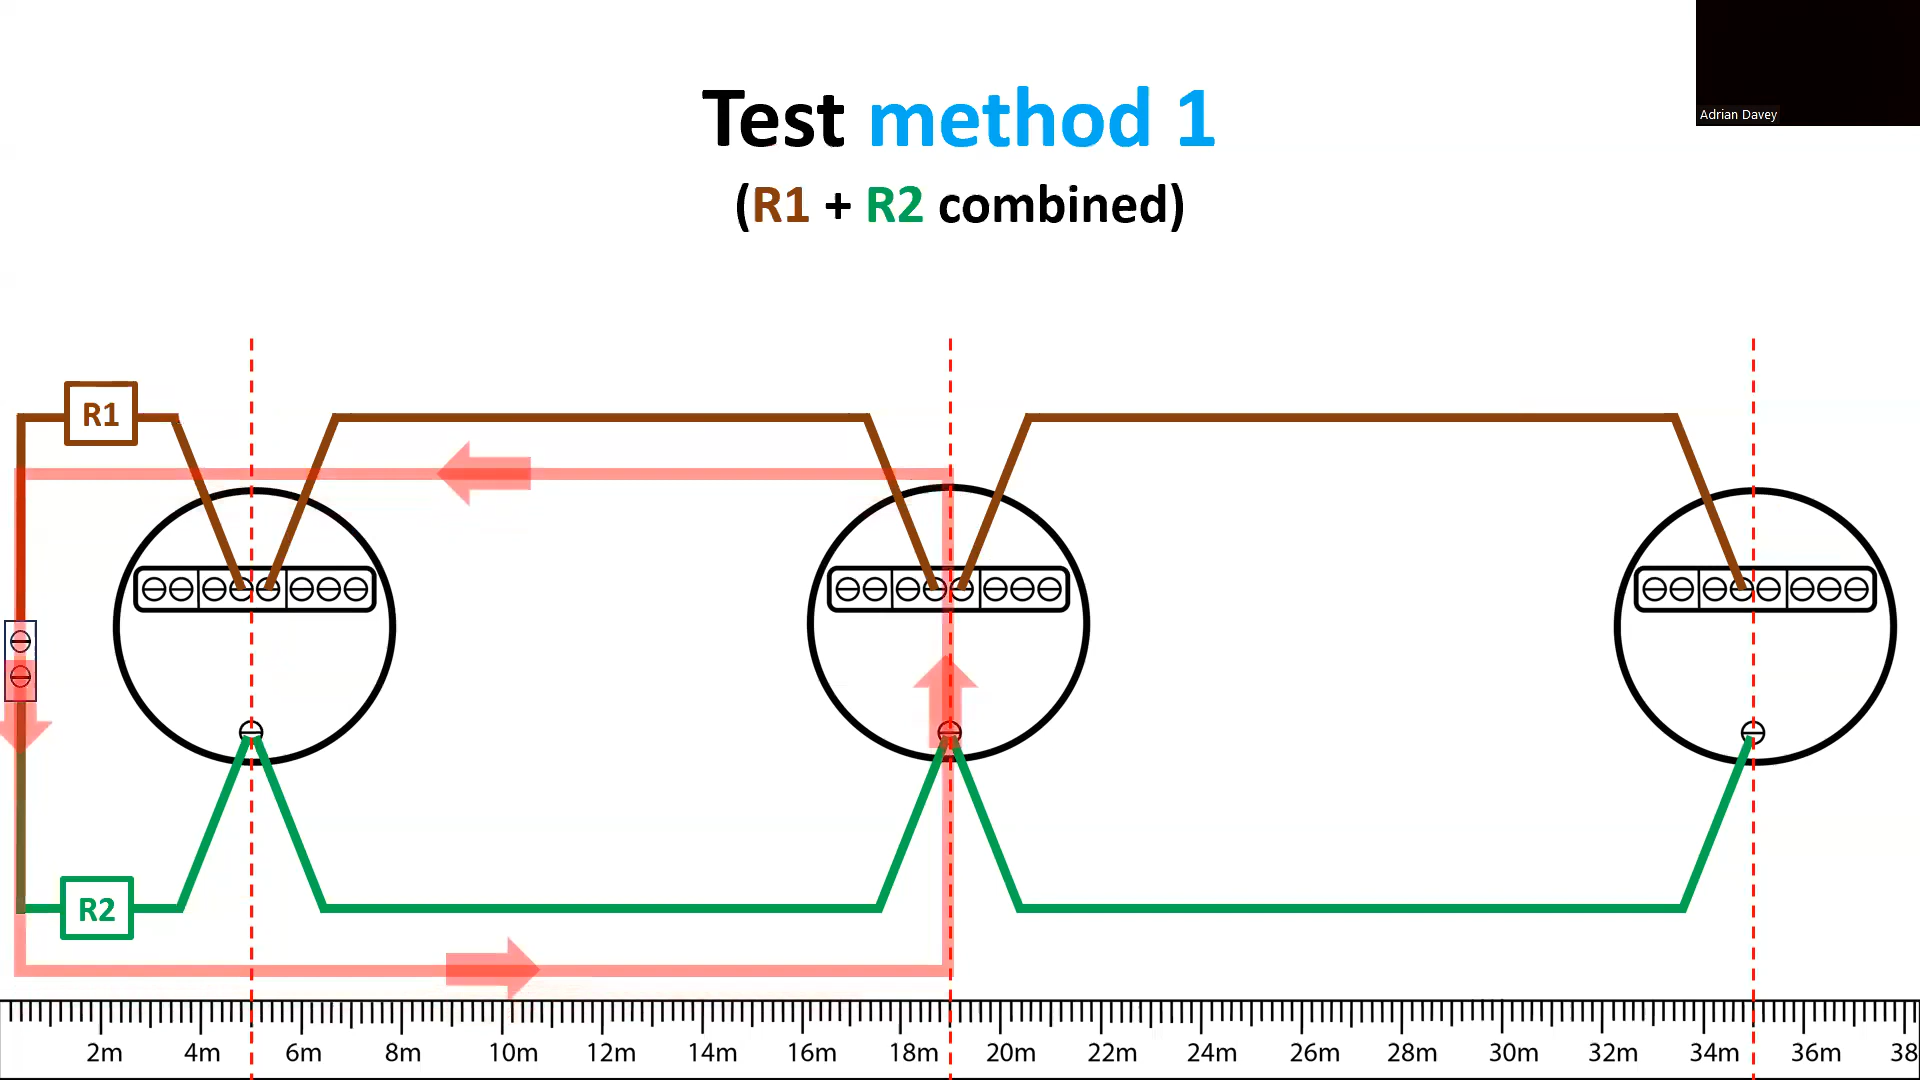 Adrian Davey
Test method 1
(R1 + R2 combined)
R1
R2
2m 4m 6m 8m 10m 12m 14m 16m 18m 20m 22m 24m 26m 28m 30m 32m 34m 36m 38